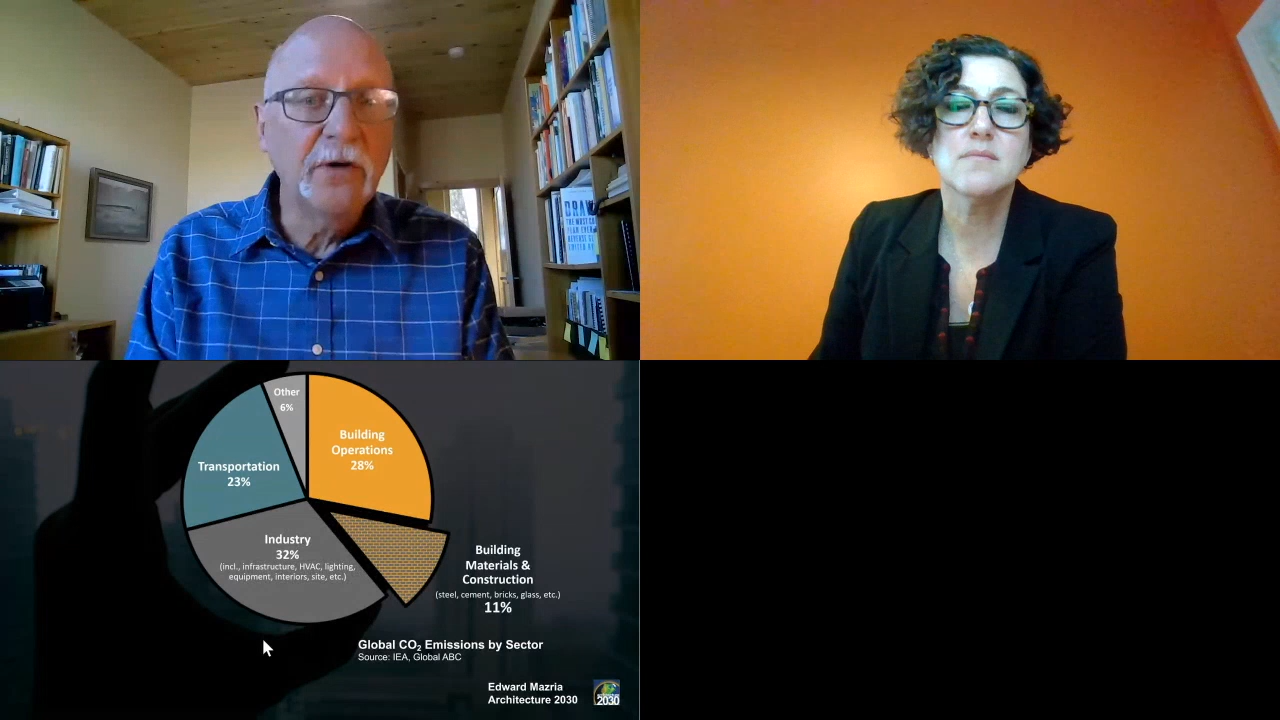 DRAW
Other
6%
Building
Operations
28%
Transportation
23%
Industry
32%
(incl., infrastructure, HVAC, lighting,
equipment, interiors, site, etc.)
Building
Materials &
Construction
(steel, cement, bricks, glass, etc.)
11%
Global CO₂ Emissions by Sector
Source: IEA, Global ABC
Edward Mazria
Architecture 2030
2030